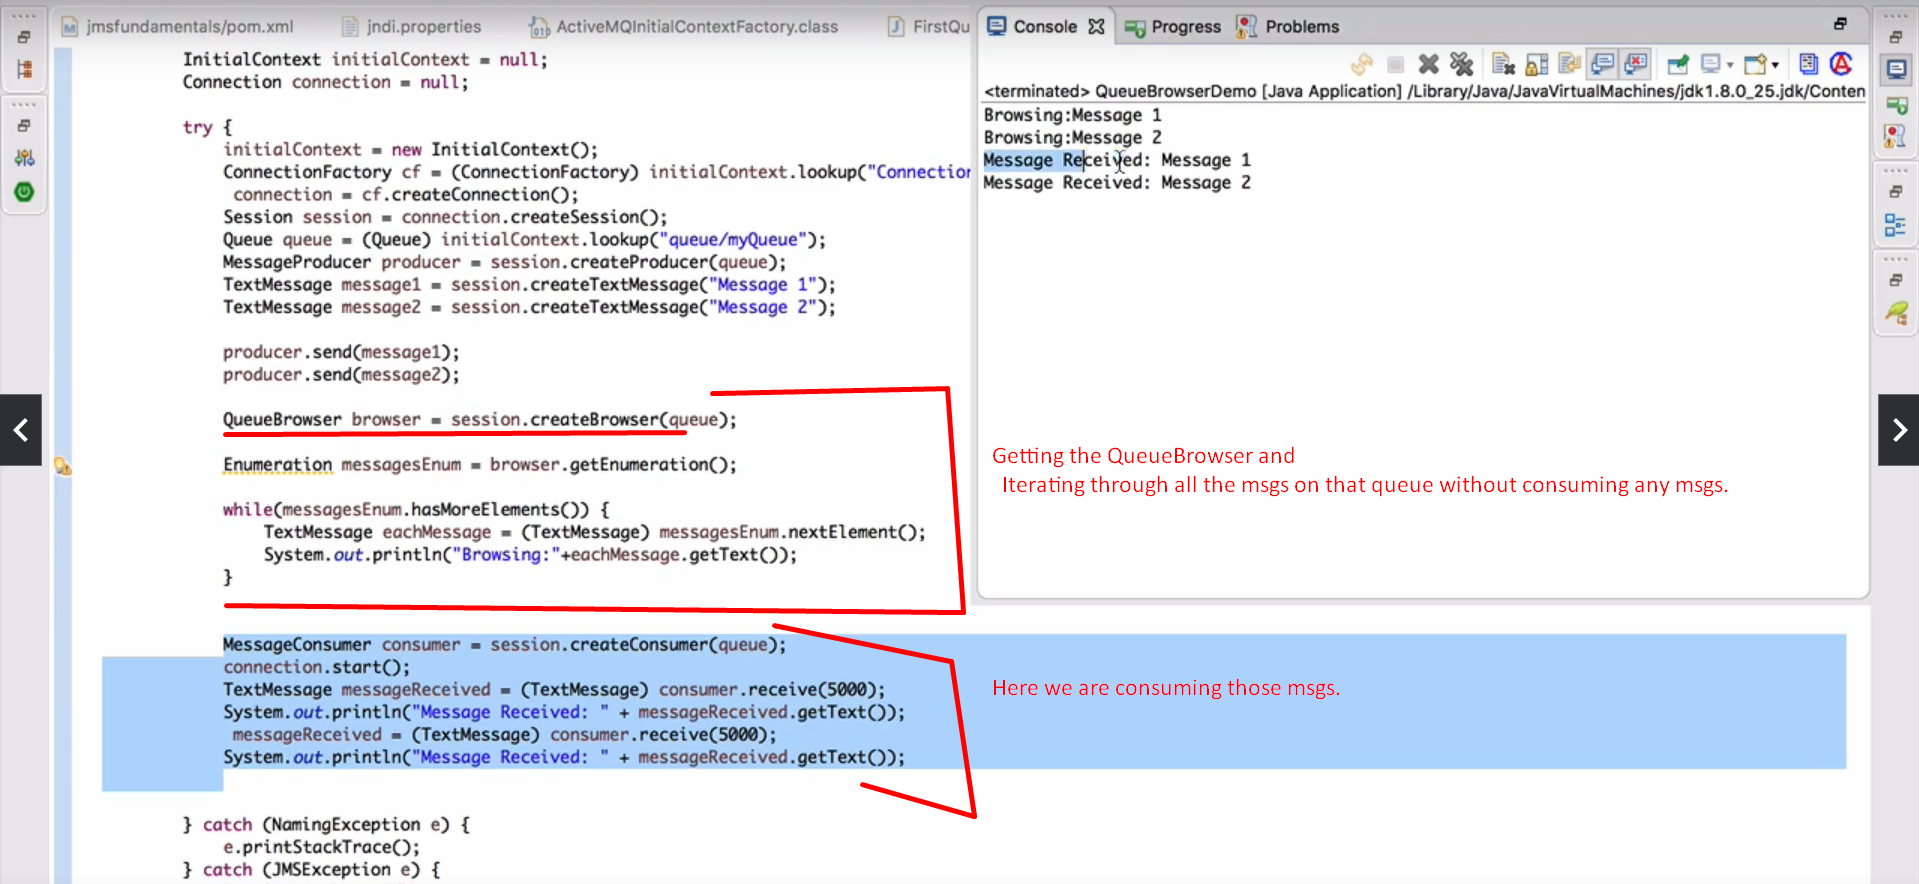 jmsfundamentals/pom.xml
jndi.properties
ActiveMQInitialContextFactory.class
FirstQu
InitialContext initialContext = null;
Connection connection = null;
try {
initialContext = new InitialContext();
ConnectionFactory cf = (ConnectionFactory) initialContext.lookup("Connection
connection = cf.createConnection();
Session session = connection.createSession();
Queue queue = (Queue) initialContext.lookup("queue/myQueue");
MessageProducer producer = session.createProducer(queue);
TextMessage message1 = session.createTextMessage("Message 1");
TextMessage message2 = session.createTextMessage("Message 2");
producer.send(message1);
producer.send(message2);
QueueBrowser browser = session.createBrowser(queue);
Enumeration messagesEnum = browser.getEnumeration();
while(messagesEnum.hasMoreElements()) {
TextMessage eachMessage = (TextMessage) messagesEnum.nextElement();
System.out.println("Browsing:"+eachMessage.getText());
}
MessageConsumer consumer = session.createConsumer(queue);
connection.start();
TextMessage messageReceived = (TextMessage) consumer.receive(5000);
System.out.println("Message Received: " + messageReceived.getText());
messageReceived = (TextMessage) consumer.receive(5000);
System.out.println("Message Received: " + messageReceived.getText());
} catch (NamingException e) {
e.printStackTrace();
} catch (JMSException e) {
Console
Progress
Problems
<terminated> QueueBrowserDemo [Java Application] /Library/Java/JavaVirtualMachines/jdk1.8.0_25.jdk/Conten
Browsing:Message 1
Browsing:Message 2
Message Received: Message 1
Message Received: Message 2
Getting the QueueBrowser and
Iterating through all the msgs on that queue without consuming any msgs.
Here we are consuming those msgs.